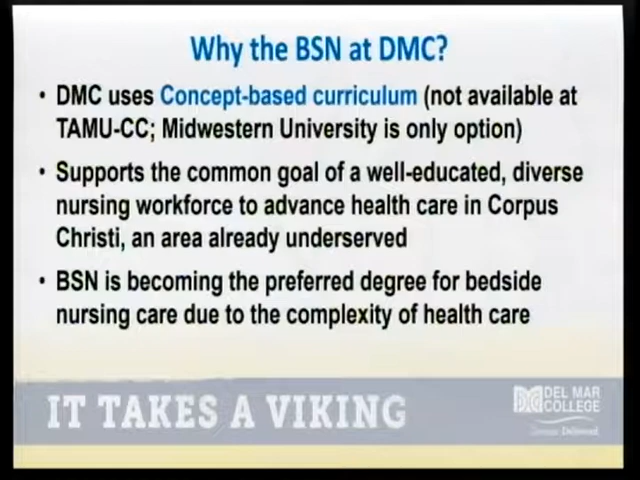 Why the BSN at DMC?
• DMC uses Concept-based curriculum (not available at
TAMU-CC; Midwestern University is only option)
• Supports the common goal of a well-educated, diverse
nursing workforce to advance health care in Corpus
Christi, an area already underserved
• BSN is becoming the preferred degree for bedside
nursing care due to the complexity of health care
IT TAKES A VIKING
DMC DEL MAR
COLLEGE